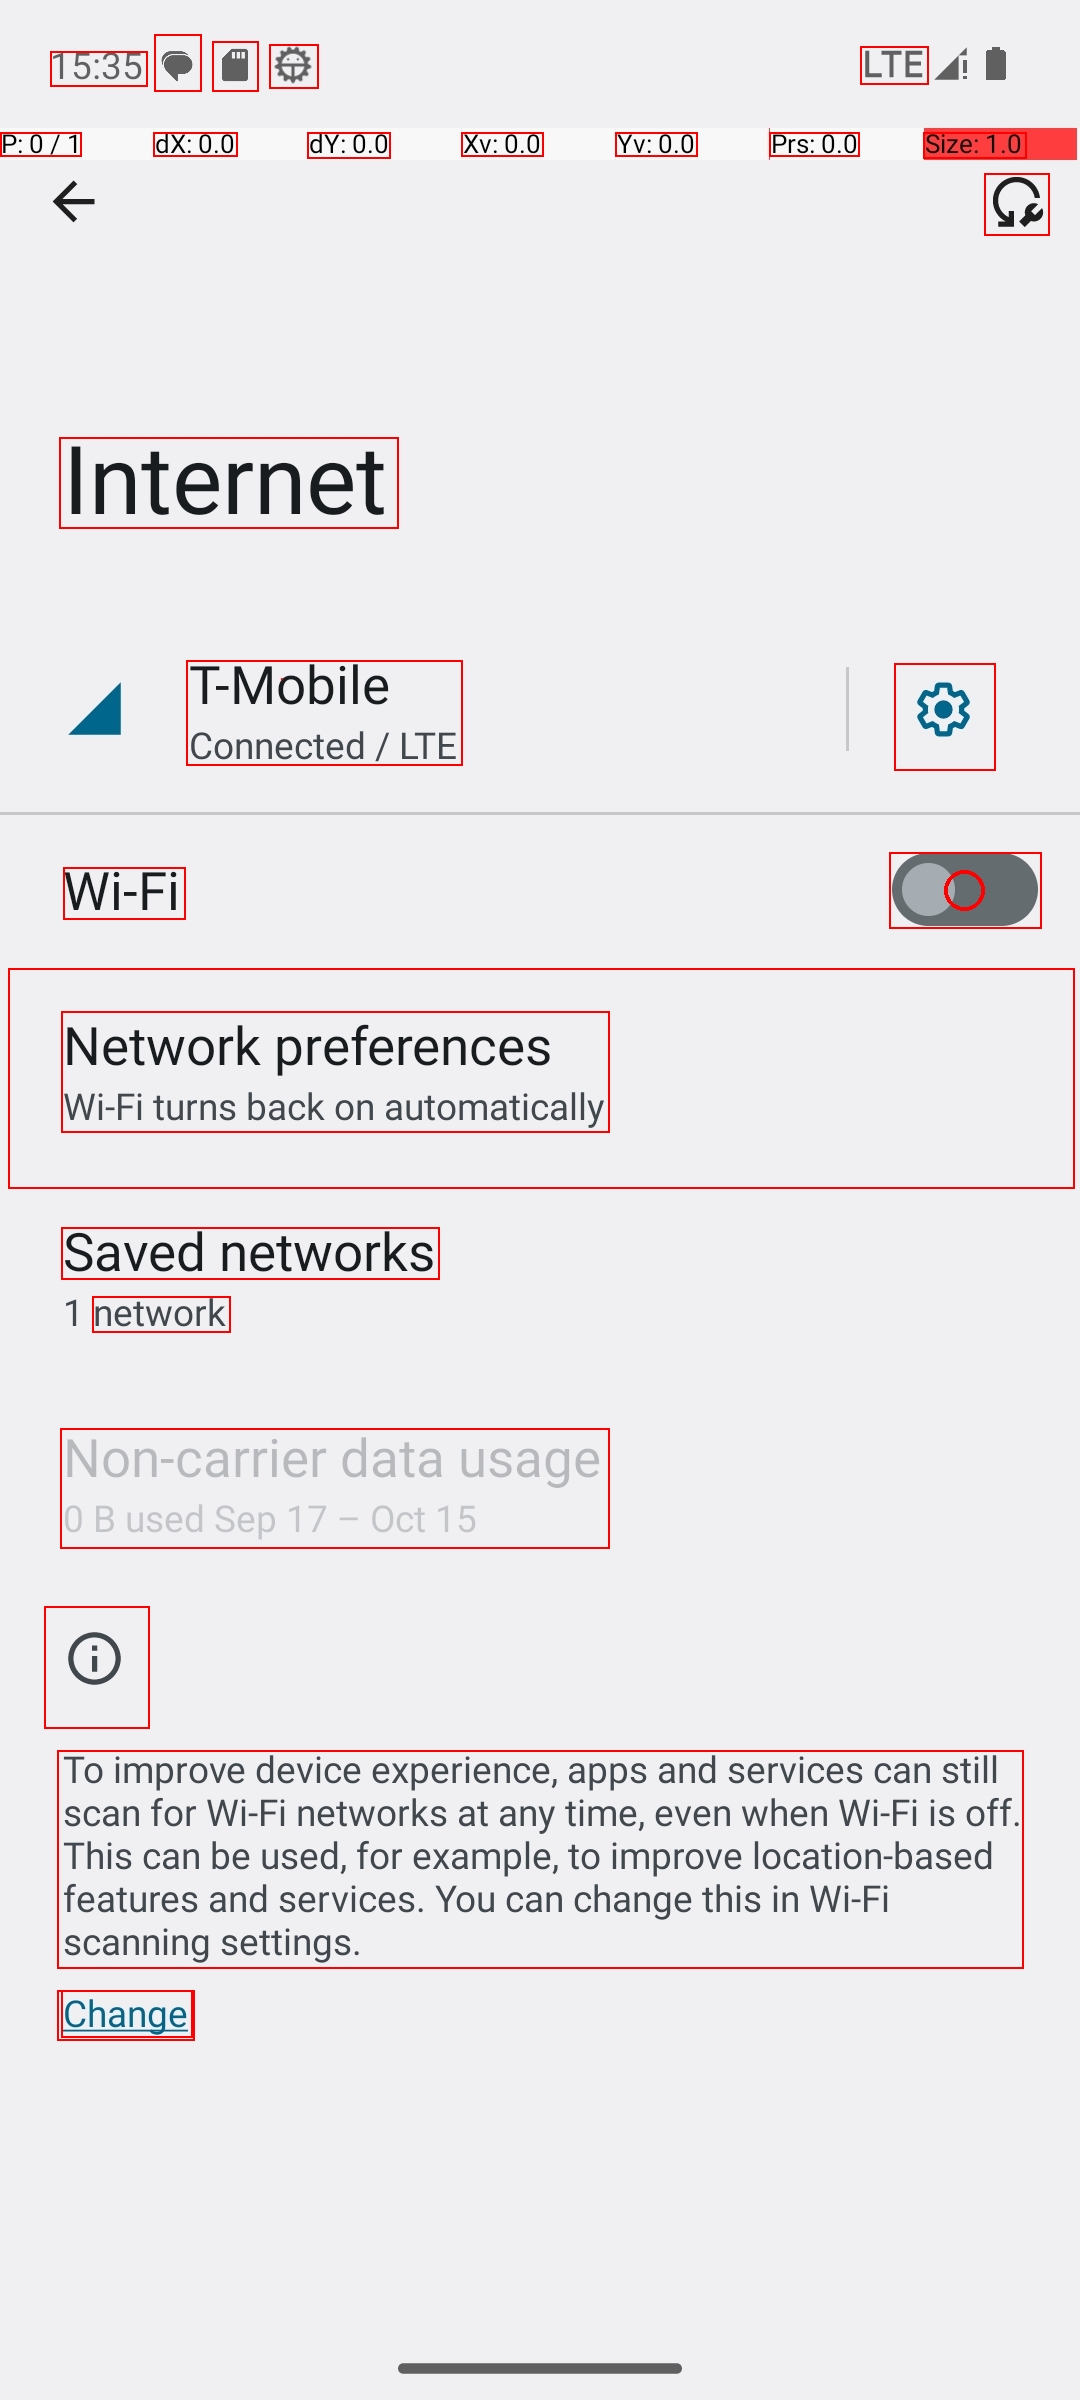 15:35 LTE
P: 0 / 1 dX: 0.0 dY: 0.0 Xv: 0.0 Yv: 0.0 Prs: 0.0 Size: 1.0
Internet
T-Mobile
Connected / LTE
Wi-Fi
Network preferences
Wi-Fi turns back on automatically
Saved networks
1 network
Non-carrier data usage
0 B used Sep 17 – Oct 15
To improve device experience, apps and services can still
scan for Wi-Fi networks at any time, even when Wi-Fi is off.
This can be used, for example, to improve location-based
features and services. You can change this in Wi-Fi
scanning settings.
Change